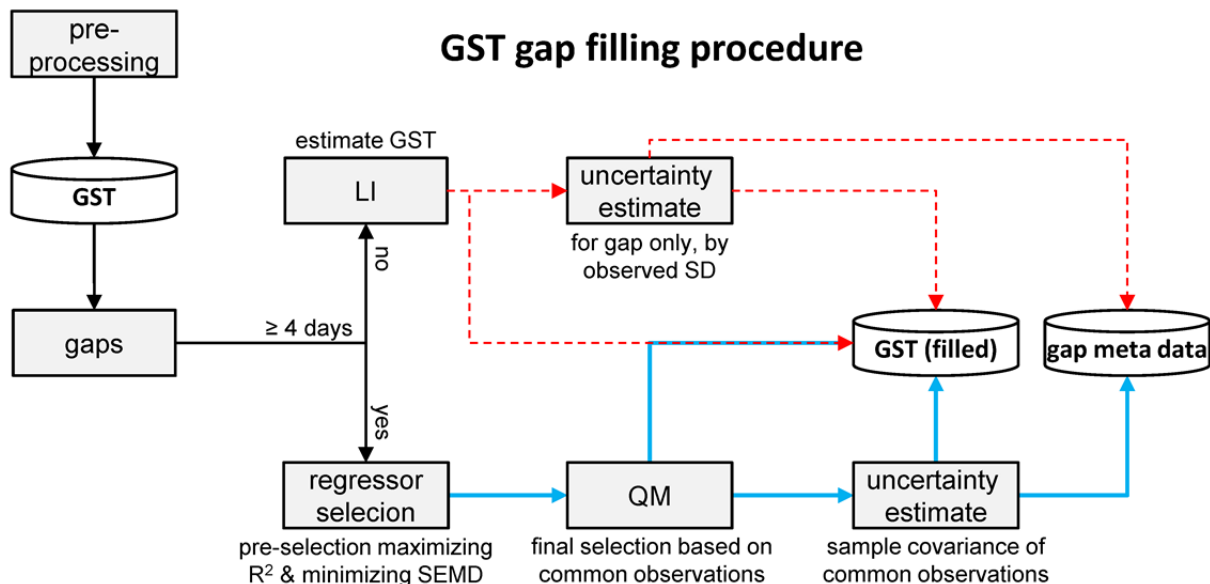 pre-
processing
GST gap filling procedure
GST
estimate GST
LI
uncertainty
estimate
for gap only, by
observed SD
no
gaps
≥ 4 days
yes
GST (filled)
gap meta data
regressor
selecion
pre-selection maximizing
R² & minimizing SEMD
QM
final selection based on
common observations
uncertainty
estimate
sample covariance of
common observations